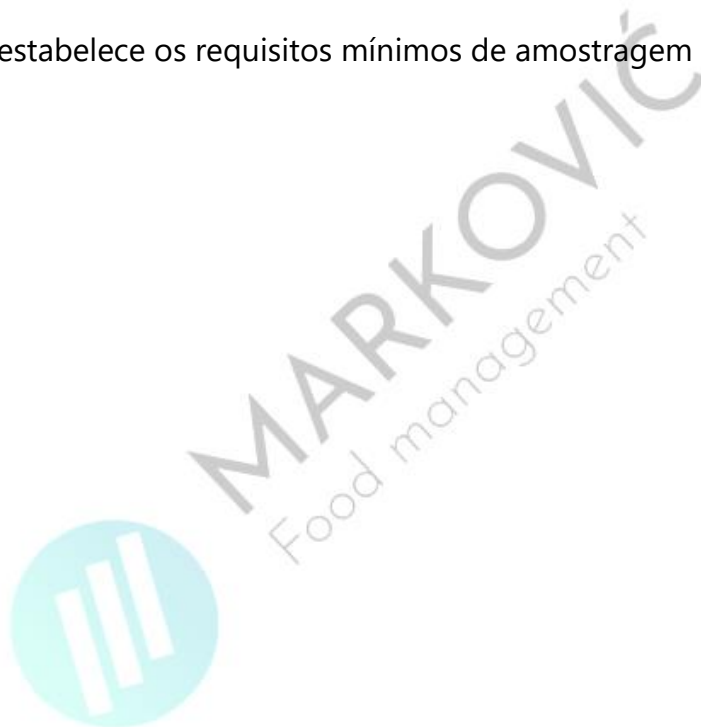 estabelece os requisitos mínimos de amostragem
MARKOVIĆ
Food management